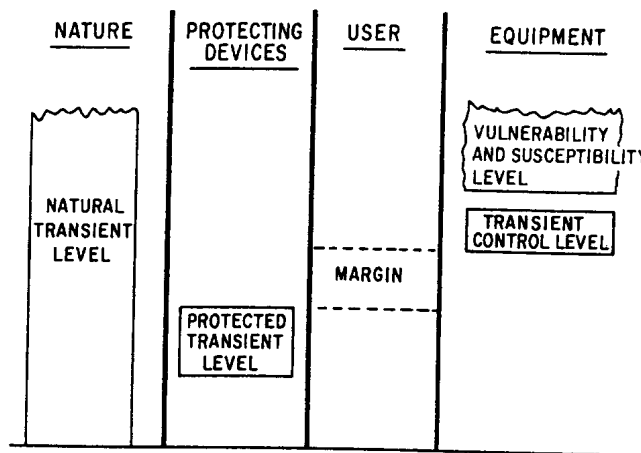 NATURE
PROTECTING
DEVICES
USER
EQUIPMENT
NATURAL
TRANSIENT
LEVEL
PROTECTED
TRANSIENT
LEVEL
MARGIN
VULNERABILITY
AND SUSCEPTIBILITY
LEVEL
TRANSIENT
CONTROL LEVEL